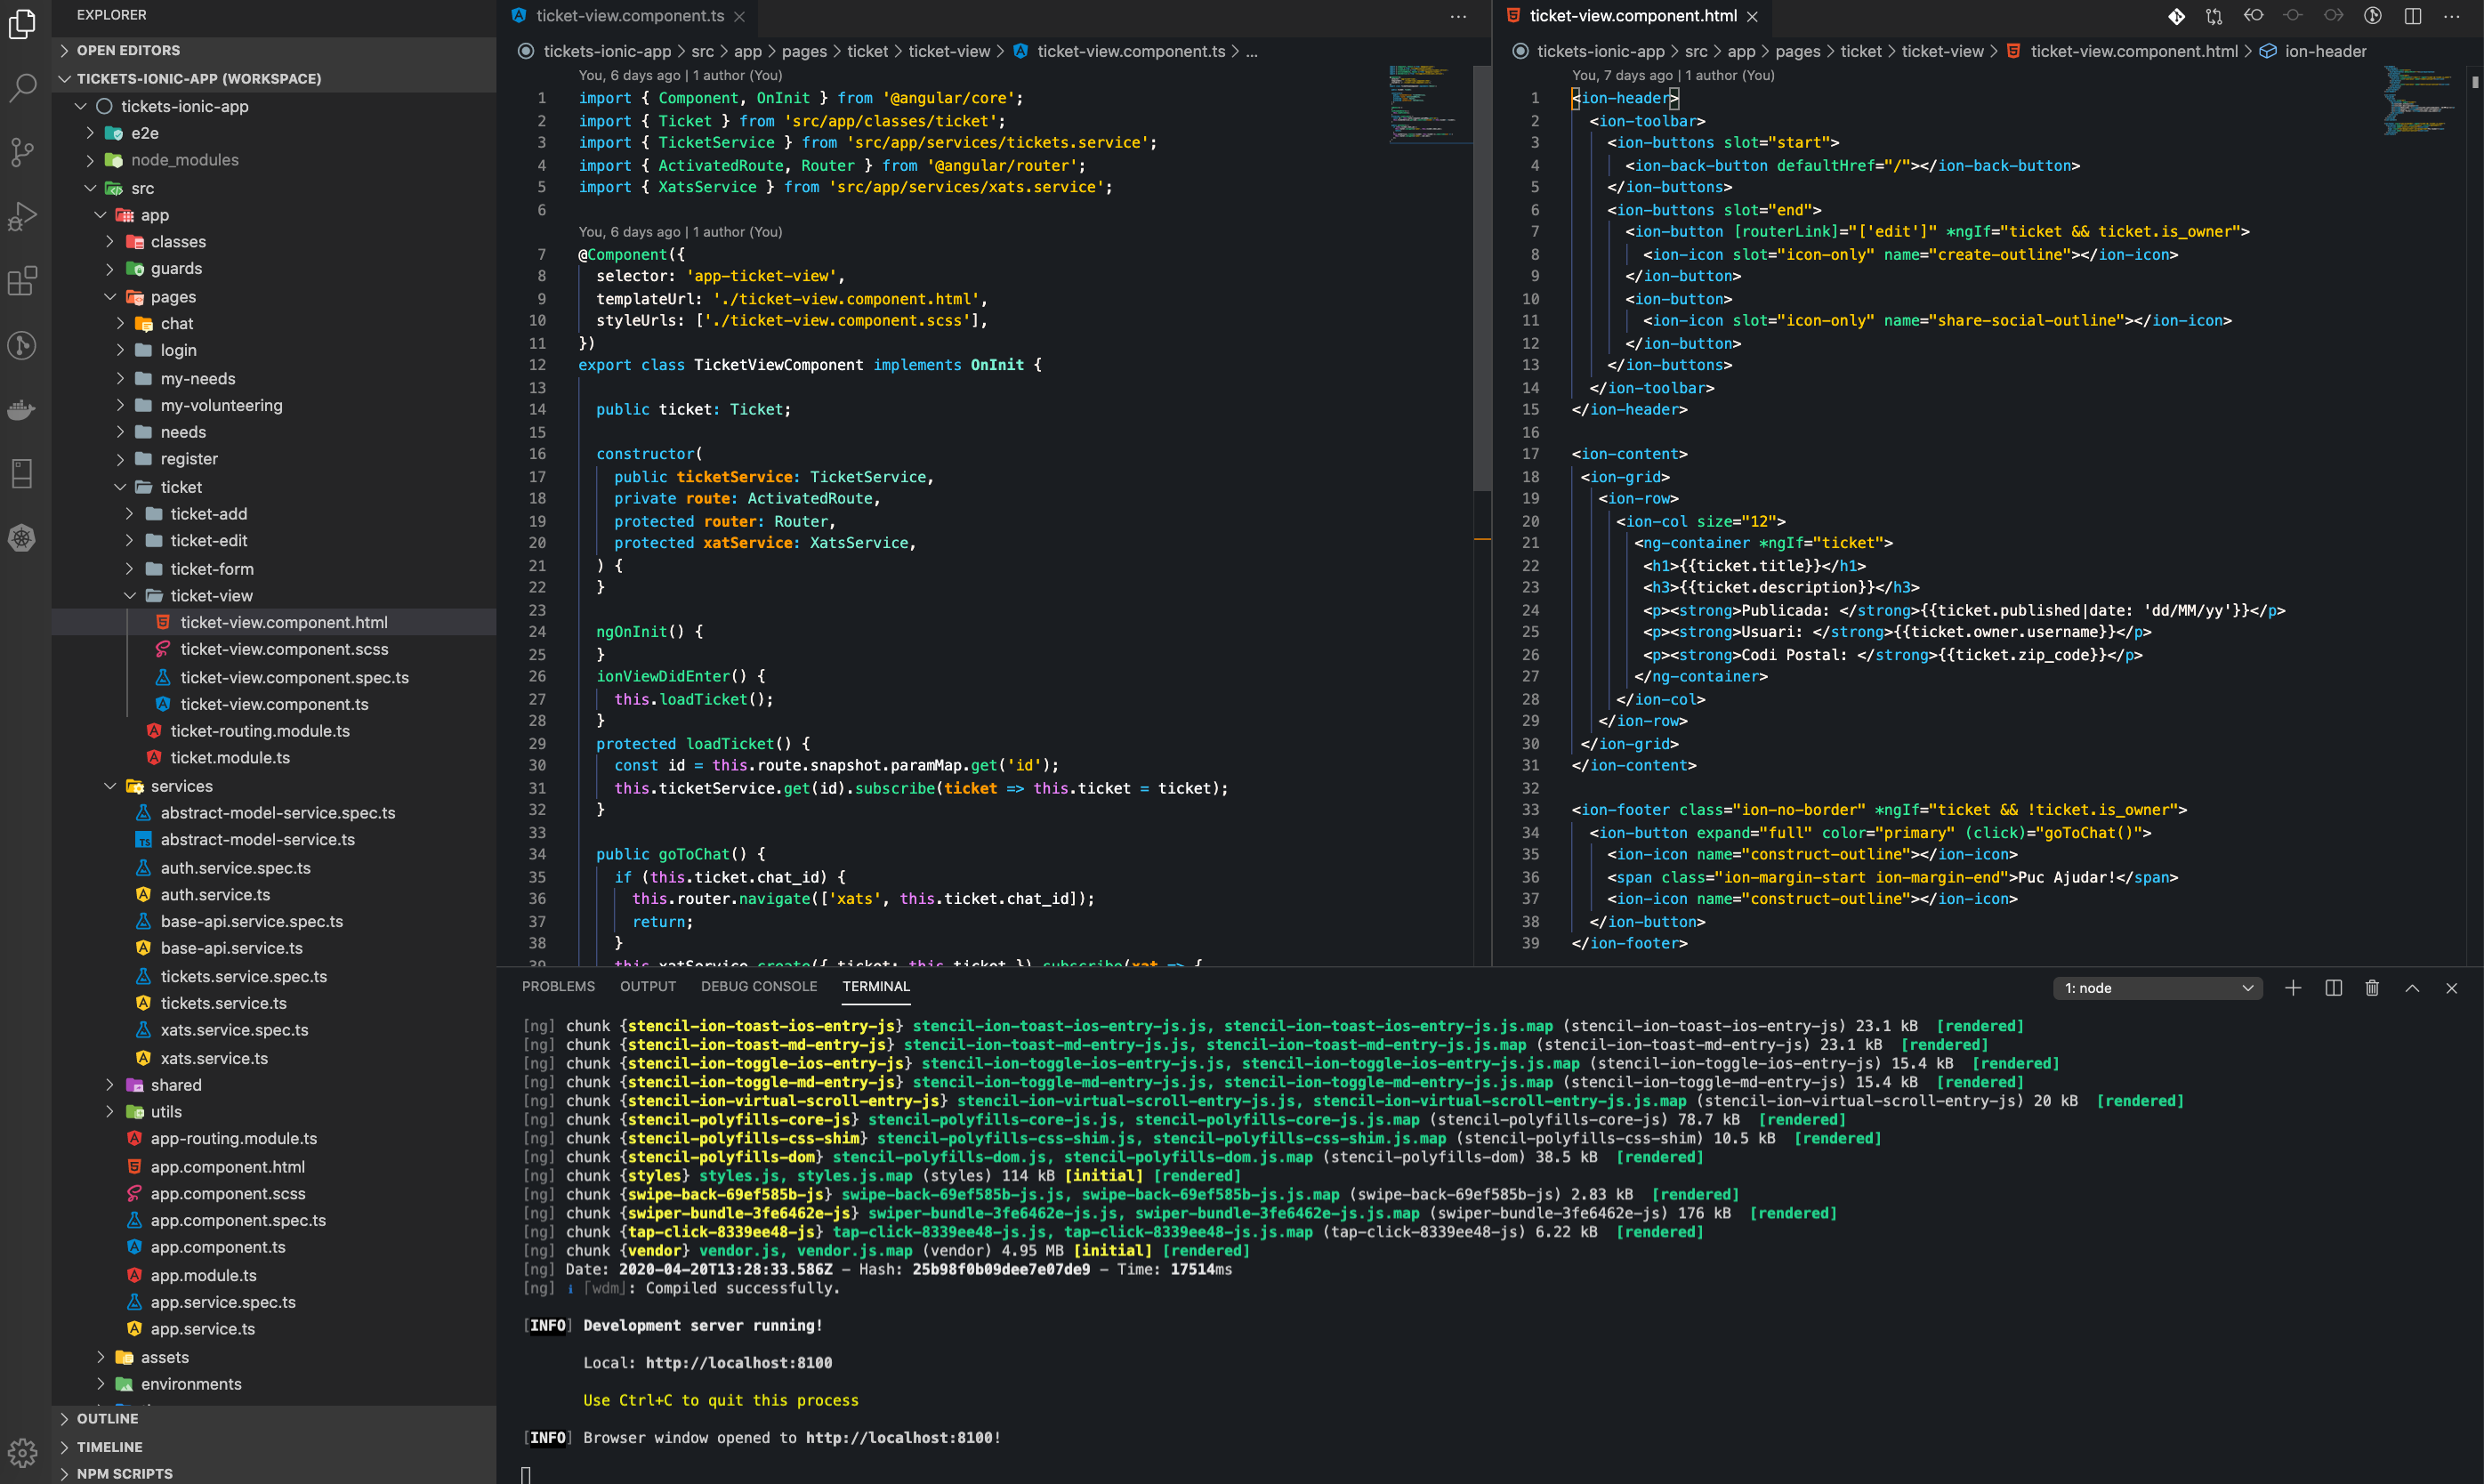 EXPLORER
OPEN EDITORS
TICKETS-IONIC-APP (WORKSPACE)
tickets-ionic-app
e2e
node_modules
src
app
classes
guards
pages
chat
login
my-needs
my-volunteering
needs
register
ticket
ticket-add
ticket-edit
ticket-form
ticket-view
ticket-view.component.html
ticket-view.component.scss
ticket-view.component.spec.ts
ticket-view.component.ts
ticket-routing.module.ts
ticket.module.ts
services
abstract-model-service.spec.ts
abstract-model-service.ts
auth.service.spec.ts
auth.service.ts
base-api.service.spec.ts
base-api.service.ts
tickets.service.spec.ts
tickets.service.ts
xats.service.spec.ts
xats.service.ts
shared
utils
app-routing.module.ts
app.component.html
app.component.scss
app.component.spec.ts
app.component.ts
app.module.ts
app.service.spec.ts
app.service.ts
assets
environments
OUTLINE
TIMELINE
NPM SCRIPTS
ticket-view.component.ts
tickets-ionic-app > src > app > pages > ticket > ticket-view > ticket-view.component.ts > ...
You, 6 days ago | 1 author (You)
1 import { Component, OnInit } from '@angular/core';
2 import { Ticket } from 'src/app/classes/ticket';
3 import { TicketService } from 'src/app/services/tickets.service';
4 import { ActivatedRoute, Router } from '@angular/router';
5 import { XatsService } from 'src/app/services/xats.service';
6
You, 6 days ago | 1 author (You)
7 @Component({
8 selector: 'app-ticket-view',
9 templateUrl: './ticket-view.component.html',
10 styleUrls: ['./ticket-view.component.scss'],
11 })
12 export class TicketViewComponent implements OnInit {
13
14 public ticket: Ticket;
15
16 constructor(
17 public ticketService: TicketService,
18 private route: ActivatedRoute,
19 protected router: Router,
20 protected xatService: XatsService,
21 ) {
22 }
23
24 ngOnInit() {
25 }
26 ionViewDidEnter() {
27 this.loadTicket();
28 }
29 protected loadTicket() {
30 const id = this.route.snapshot.paramMap.get('id');
31 this.ticketService.get(id).subscribe(ticket => this.ticket = ticket);
32 }
33
34 public goToChat() {
35 if (this.ticket.chat_id) {
36 this.router.navigate(['xats', this.ticket.chat_id]);
37 return;
38 }
39 this.xatService.create({ ticket: this.ticket }).subscribe(xat => {
ticket-view.component.html
tickets-ionic-app > src > app > pages > ticket > ticket-view > ticket-view.component.html > ion-header
You, 7 days ago | 1 author (You)
1 <ion-header>
2 <ion-toolbar>
3 <ion-buttons slot="start">
4 <ion-back-button defaultHref="/"></ion-back-button>
5 </ion-buttons>
6 <ion-buttons slot="end">
7 <ion-button [routerLink]="['edit']" *ngIf="ticket && ticket.is_owner">
8 <ion-icon slot="icon-only" name="create-outline"></ion-icon>
9 </ion-button>
10 <ion-button>
11 <ion-icon slot="icon-only" name="share-social-outline"></ion-icon>
12 </ion-button>
13 </ion-buttons>
14 </ion-toolbar>
15 </ion-header>
16
17 <ion-content>
18 <ion-grid>
19 <ion-row>
20 <ion-col size="12">
21 <ng-container *ngIf="ticket">
22 <h1>{{ticket.title}}</h1>
23 <h3>{{ticket.description}}</h3>
24 <p><strong>Publicada: </strong>{{ticket.published|date: 'dd/MM/yy'}}</p>
25 <p><strong>Usuari: </strong>{{ticket.owner.username}}</p>
26 <p><strong>Codi Postal: </strong>{{ticket.zip_code}}</p>
27 </ng-container>
28 </ion-col>
29 </ion-row>
30 </ion-grid>
31 </ion-content>
32
33 <ion-footer class="ion-no-border" *ngIf="ticket && !ticket.is_owner">
34 <ion-button expand="full" color="primary" (click)="goToChat()">
35 <ion-icon name="construct-outline"></ion-icon>
36 <span class="ion-margin-start ion-margin-end">Puc Ajudar!</span>
37 <ion-icon name="construct-outline"></ion-icon>
38 </ion-button>
39 </ion-footer>
PROBLEMS OUTPUT DEBUG CONSOLE TERMINAL 1: node
[ng] chunk {stencil-ion-toast-ios-entry-js} stencil-ion-toast-ios-entry-js.js, stencil-ion-toast-ios-entry-js.js.map (stencil-ion-toast-ios-entry-js) 23.1 kB [rendered]
[ng] chunk {stencil-ion-toast-md-entry-js} stencil-ion-toast-md-entry-js.js, stencil-ion-toast-md-entry-js.js.map (stencil-ion-toast-md-entry-js) 23.1 kB [rendered]
[ng] chunk {stencil-ion-toggle-ios-entry-js} stencil-ion-toggle-ios-entry-js.js, stencil-ion-toggle-ios-entry-js.js.map (stencil-ion-toggle-ios-entry-js) 15.4 kB [rendered]
[ng] chunk {stencil-ion-toggle-md-entry-js} stencil-ion-toggle-md-entry-js.js, stencil-ion-toggle-md-entry-js.js.map (stencil-ion-toggle-md-entry-js) 15.4 kB [rendered]
[ng] chunk {stencil-ion-virtual-scroll-entry-js} stencil-ion-virtual-scroll-entry-js.js, stencil-ion-virtual-scroll-entry-js.js.map (stencil-ion-virtual-scroll-entry-js) 20 kB [rendered]
[ng] chunk {stencil-polyfills-core-js} stencil-polyfills-core-js.js, stencil-polyfills-core-js.js.map (stencil-polyfills-core-js) 78.7 kB [rendered]
[ng] chunk {stencil-polyfills-css-shim} stencil-polyfills-css-shim.js, stencil-polyfills-css-shim.js.map (stencil-polyfills-css-shim) 10.5 kB [rendered]
[ng] chunk {stencil-polyfills-dom} stencil-polyfills-dom.js, stencil-polyfills-dom.js.map (stencil-polyfills-dom) 38.5 kB [rendered]
[ng] chunk {styles} styles.js, styles.js.map (styles) 114 kB [initial] [rendered]
[ng] chunk {swipe-back-69ef585b-js} swipe-back-69ef585b-js.js, swipe-back-69ef585b-js.js.map (swipe-back-69ef585b-js) 2.83 kB [rendered]
[ng] chunk {swiper-bundle-3fe6462e-js} swiper-bundle-3fe6462e-js.js, swiper-bundle-3fe6462e-js.js.map (swiper-bundle-3fe6462e-js) 176 kB [rendered]
[ng] chunk {tap-click-8339ee48-js} tap-click-8339ee48-js.js, tap-click-8339ee48-js.js.map (tap-click-8339ee48-js) 6.22 kB [rendered]
[ng] chunk {vendor} vendor.js, vendor.js.map (vendor) 4.95 MB [initial] [rendered]
[ng] Date: 2020-04-20T13:28:33.586Z - Hash: 25b98f0b09dee7e07de9 - Time: 17514ms
[ng] ℹ ｢wdm｣: Compiled successfully.
[INFO] Development server running!
Local: http://localhost:8100
Use Ctrl+C to quit this process
[INFO] Browser window opened to http://localhost:8100!